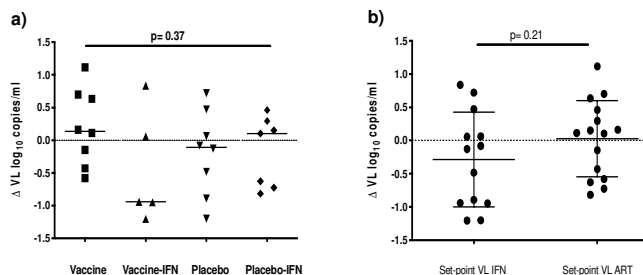 a)
p= 0.37
Δ VL log10 copies/ml
1.5
1.0
0.5
0.0
-0.5
-1.0
-1.5
Vaccine Vaccine-IFN Placebo Placebo-IFN
b)
p= 0.21
Δ VL log10 copies/ml
1.5
1.0
0.5
0.0
-0.5
-1.0
-1.5
Set-point VL IFN Set-point VL ART